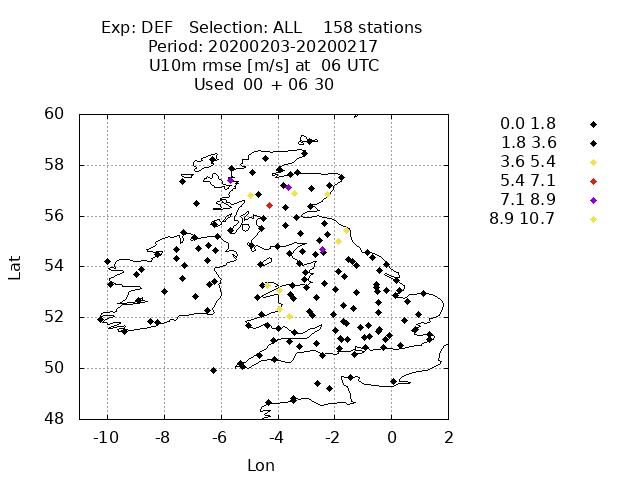 Exp: DEF   Selection: ALL    158 stations
Period: 20200203-20200217
U10m rmse [m/s] at  06 UTC
Used  00 + 06 30
60
58
56
54
52
50
48
Lat
-10 -8 -6 -4 -2 0 2
Lon
0.0 1.8
1.8 3.6
3.6 5.4
5.4 7.1
7.1 8.9
8.9 10.7